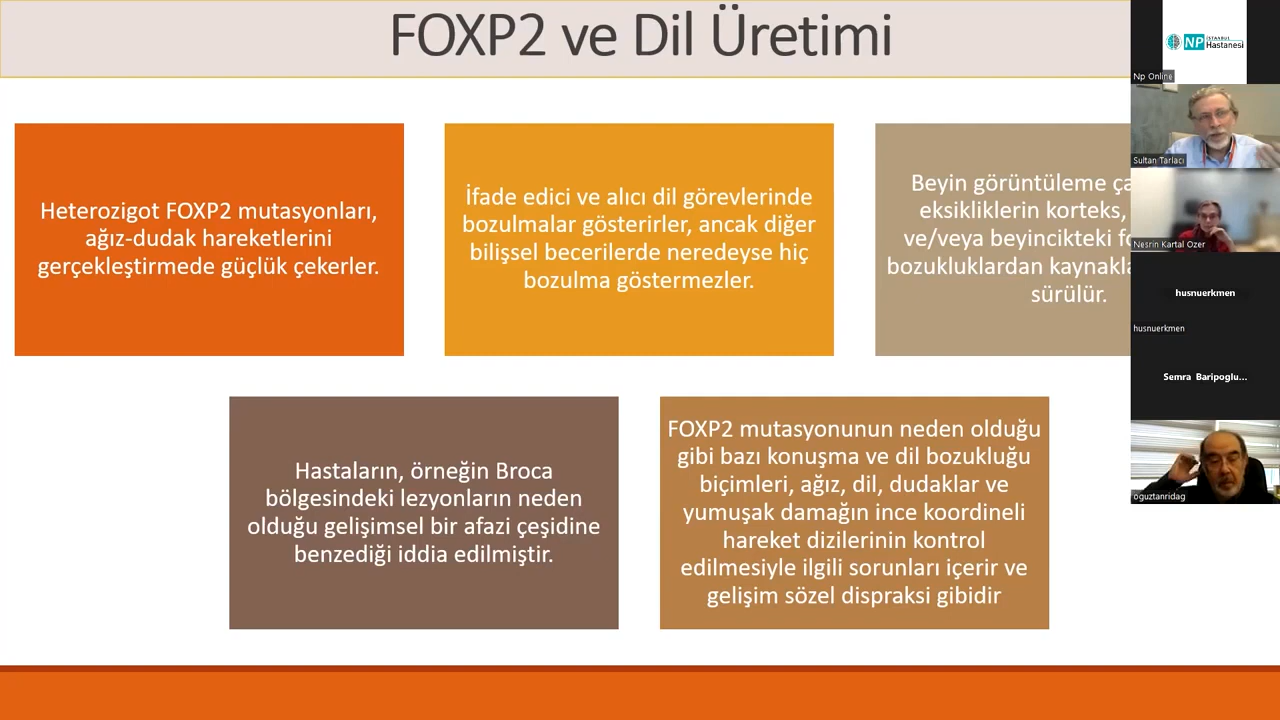 FOXP2 ve Dil Üretimi
Heterozigot FOXP2 mutasyonları,
ağız-dudak hareketlerini
gerçekleştirmede güçlük çekerler.
İfade edici ve alıcı dil görevlerinde
bozulmalar gösterirler, ancak diğer
bilişsel becerilerde neredeyse hiç
bozulma göstermezler.
Beyin görüntüleme
eksikliklerin korteks,
ve/veya beyincikteki
bozukluklardan
sürülür.
Hastaların, örneğin Broca
bölgesindeki lezyonların neden
olduğu gelişimsel bir afazi çeşidine
benzediği iddia edilmiştir.
FOXP2 mutasyonunun neden olduğu
gibi bazı konuşma ve dil bozukluğu
biçimleri, ağız, dil, dudaklar ve
yumuşak damağın ince koordineli
hareket dizilerinin kontrol
edilmesiyle ilgili sorunları içerir ve
gelişim sözel dispraksi gibidir
NP İSTANBUL
Hastanesi
Np Online
Sultan Tarlacı
Nesrin Kartal Ozer
husnuerkmen
husnuerkmen
Semra Baripoglu...
oguztanridag